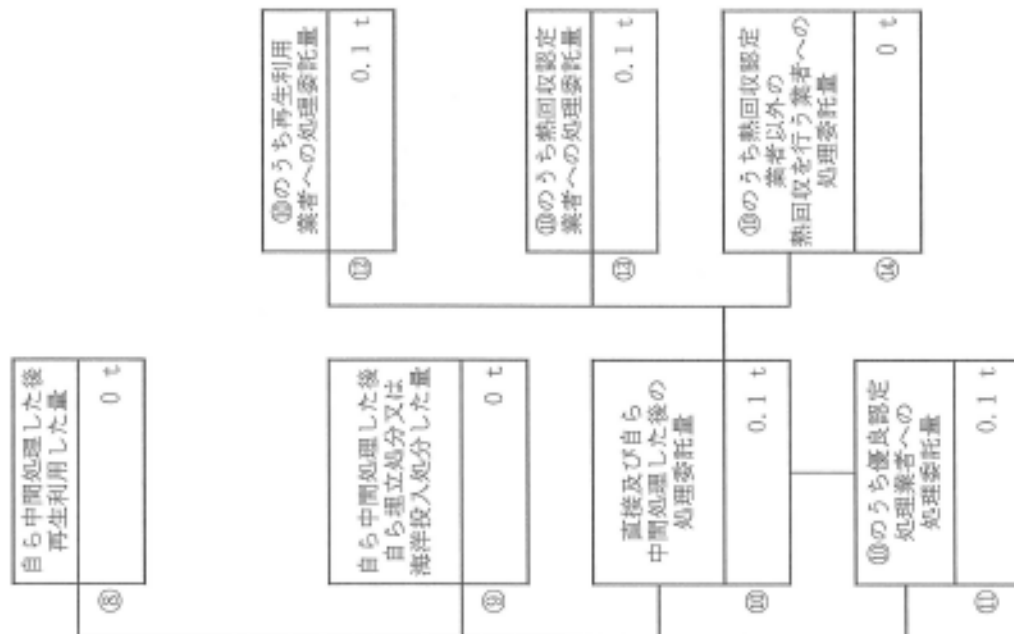 ⑧
自ら中間処理した後
再生利用した量
0 t
⑨
自ら中間処理した後
自ら埋立処分又は
海洋投入処分した量
0 t
⑩
直接及び自ら
中間処理した後の
処理委託量
0.1 t
⑪
⑩のうち優良認定
処理業者への
処理委託量
0.1 t
⑫
⑩のうち再生利用
業者への処理委託量
0.1 t
⑬
⑩のうち熱回収認定
業者への処理委託量
0.1 t
⑭
⑩のうち熱回収認定
業者以外の
熱回収を行う業者への
処理委託量
0 t